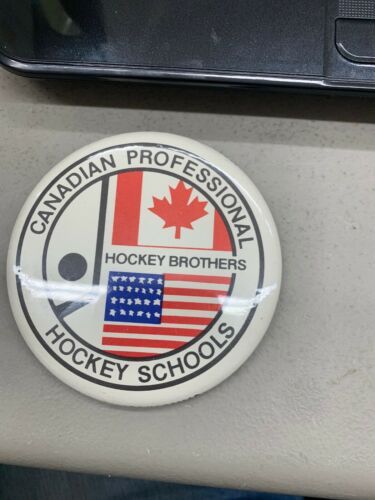 CANADIAN PROFESSIONAL
HOCKEY BROTHERS
HOCKEY SCHOOLS